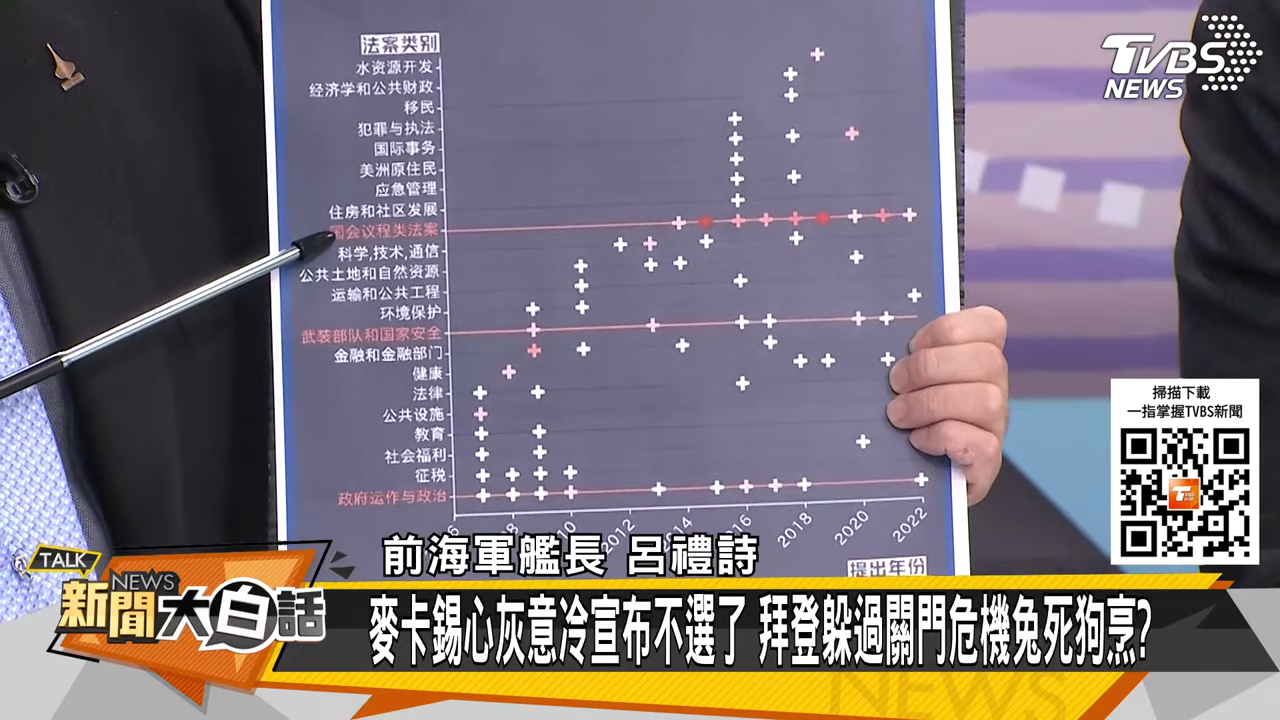 TVBS
NEWS
法案类别
水资源开发
经济学和公共财政
移民
犯罪与执法
国际事务
美洲原住民
应急管理
住房和社区发展
国会议程类法案
科学,技术,通信
公共土地和自然资源
运输和公共工程
环境保护
武装部队和国家安全
金融和金融部门
健康
法律
公共设施
教育
社会福利
征税
政府运作与政治
2012
2014
2016
2018
2020
2022
提出年份
掃描下載
一指掌握TVBS新聞
TVBS
前海軍艦長 呂禮詩
TALK
NEWS
新聞大白話
麥卡錫心灰意冷宣布不選了 拜登躲過關門危機兔死狗烹?
NEWS